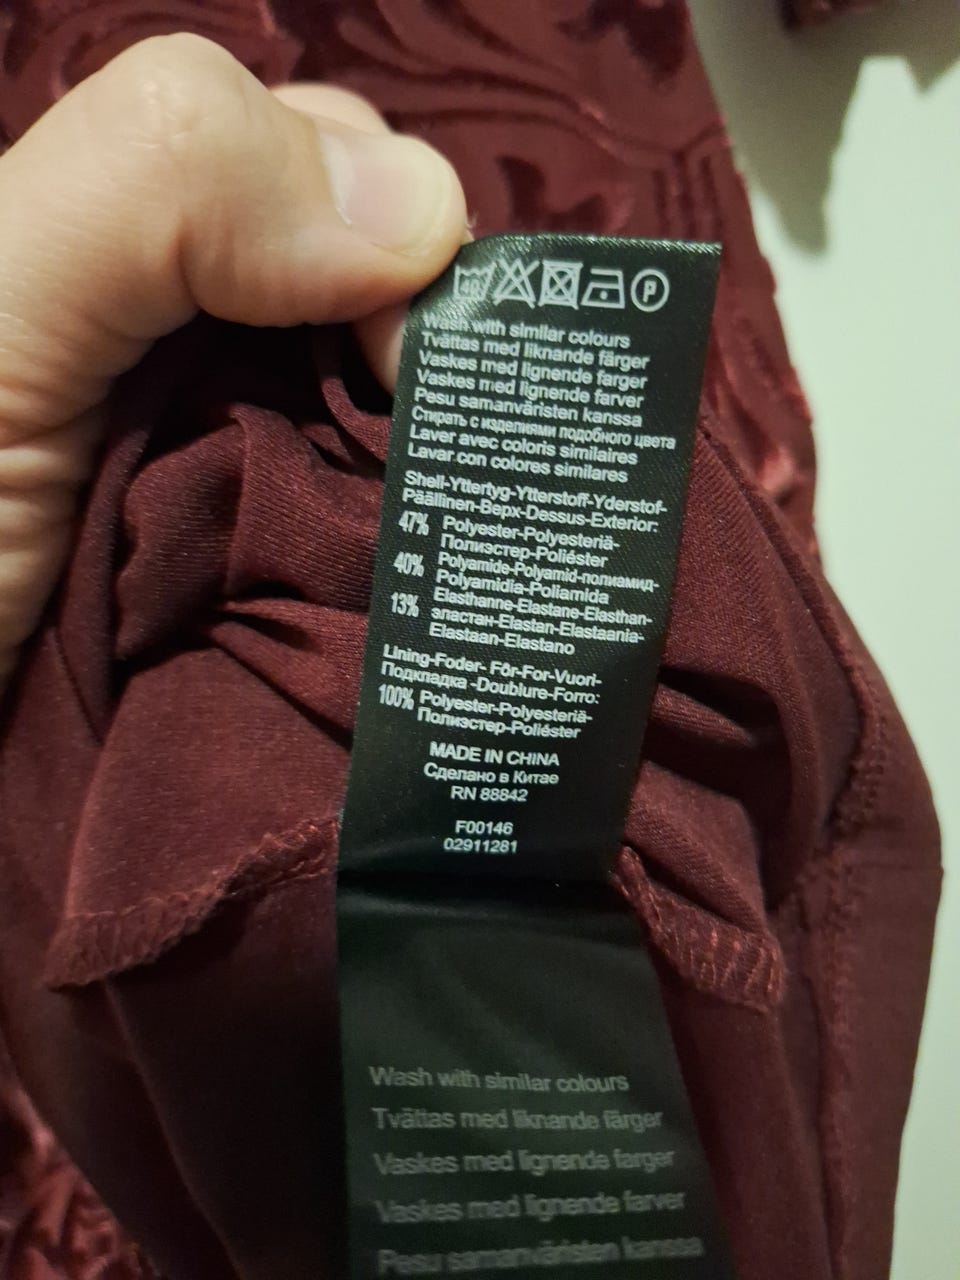 40
P
Wash with similar colours
Tvättas med liknande färger
Vaskes med lignende farger
Vaskes med lignende farver
Pesu samanväristen kanssa
Стирать с изделиями подобного цвета
Laver avec coloris similaires
Lavar con colores similares
Shell-Yttertyg-Ytterstoff-Yderstof-
Päällinen-Верх-Dessus-Exterior:
47% Polyester-Polyesteriä-
Полиэстер-Poliéster
40% Polyamide-Polyamid-полиамид-
Polyamidia-Poliamida
13% Elasthanne-Elastane-Elasthan-
эластан-Elastan-Elastaania-
Elastaan-Elastano
Lining-Foder- Fôr-For-Vuori-
Подкладка -Doublure-Forro:
100% Polyester-Polyesteriä-
Полиэстер-Poliéster
MADE IN CHINA
Сделано в Китае
RN 88842
F00146
02911281
Wash with similar colours
Tvättas med liknande färger
Vaskes med lignende farger
Vaskes med lignende farver
Pesu samanväristen kanssa